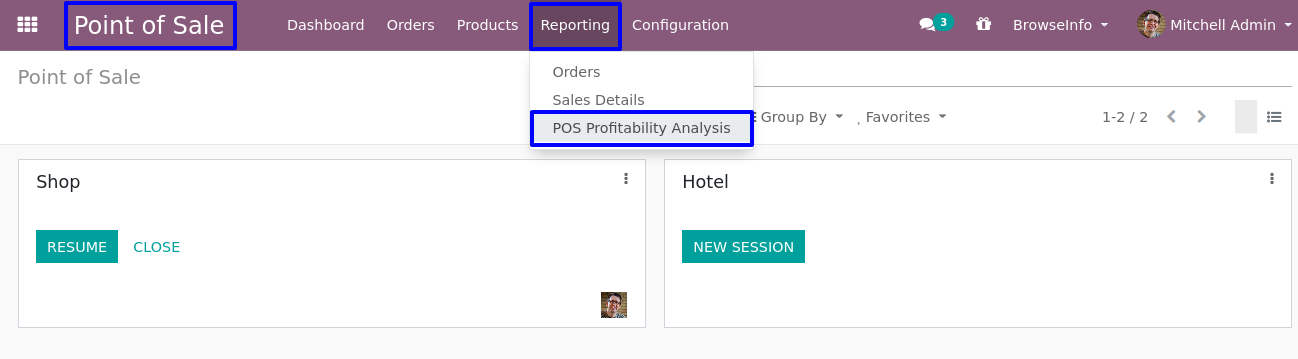 Point of Sale Dashboard Orders Products Reporting Configuration 3 BrowseInfo Mitchell Admin
Point of Sale
Orders
Sales Details
POS Profitability Analysis
Group By Favorites 1-2 / 2
Shop Hotel
RESUME CLOSE NEW SESSION